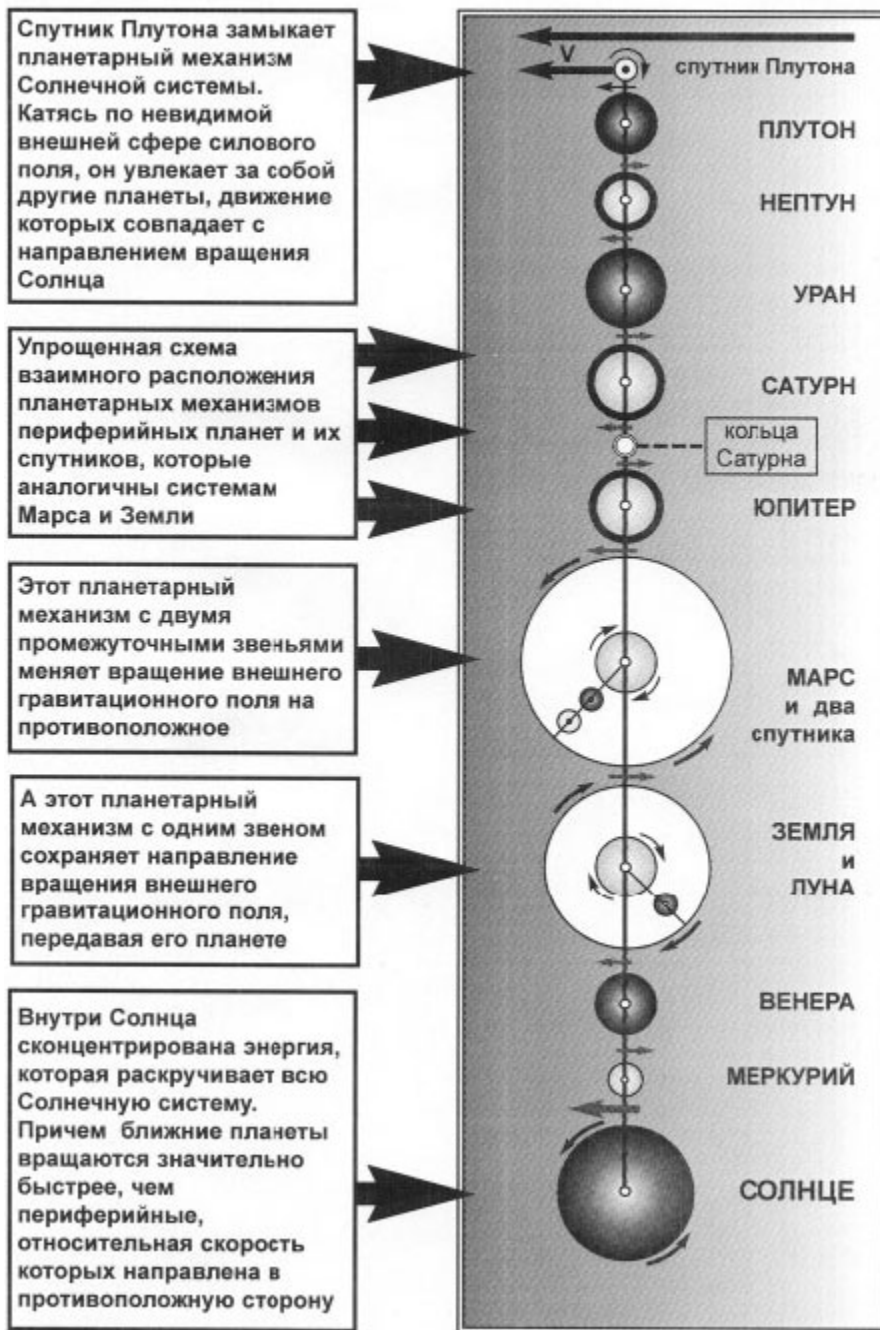 Спутник Плутона замыкает
планетарный механизм
Солнечной системы.
Катясь по невидимой
внешней сфере силового
поля, он увлекает за собой
другие планеты, движение
которых совпадает с
направлением вращения
Солнца
Упрощенная схема
взаимного расположения
планетарных механизмов
периферийных планет и их
спутников, которые
аналогичны системам
Марса и Земли
Этот планетарный
механизм с двумя
промежуточными звеньями
меняет вращение внешнего
гравитационного поля на
противоположное
А этот планетарный
механизм с одним звеном
сохраняет направление
вращения внешнего
гравитационного поля,
передавая его планете
Внутри Солнца
сконцентрирована энергия,
которая раскручивает всю
Солнечную систему.
Причем ближние планеты
вращаются значительно
быстрее, чем
периферийные,
относительная скорость
которых направлена в
противоположную сторону
V
спутник Плутона
ПЛУТОН
НЕПТУН
УРАН
САТУРН
кольца
Сатурна
ЮПИТЕР
МАРС
и два
спутника
ЗЕМЛЯ
и
ЛУНА
ВЕНЕРА
МЕРКУРИЙ
СОЛНЦЕ